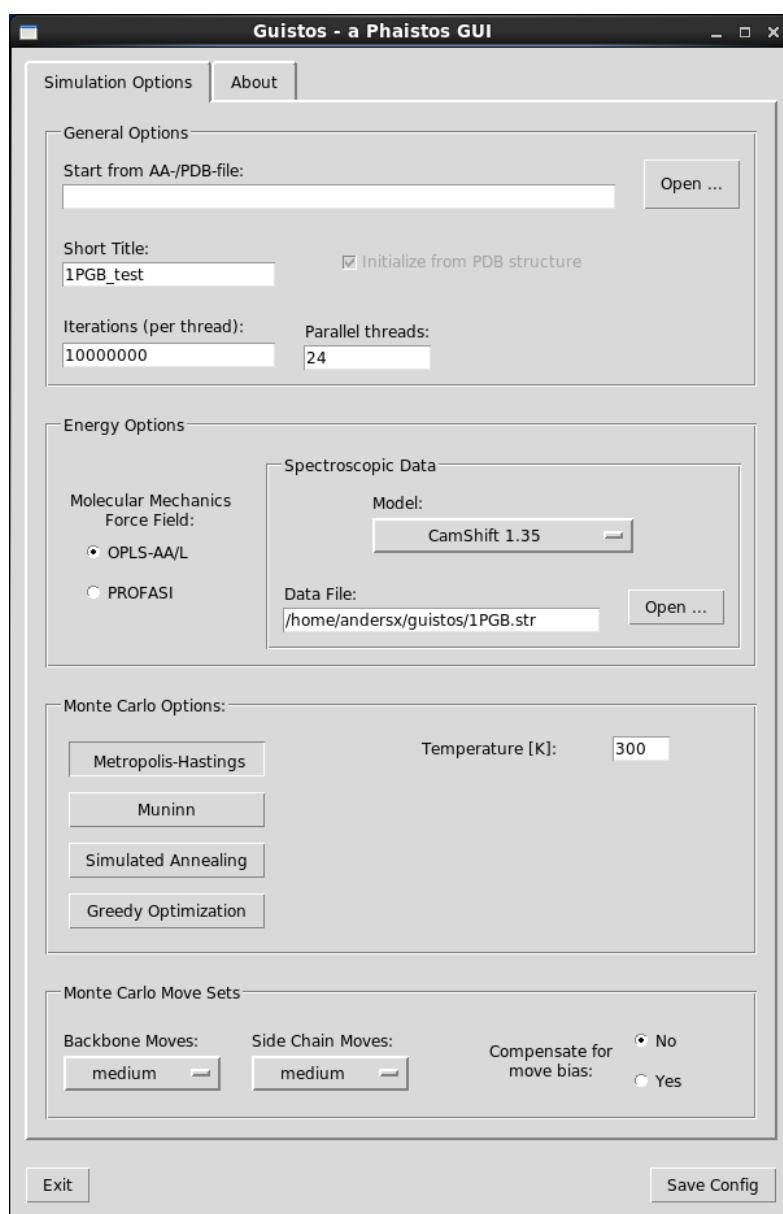 Guistos - a Phaistos GUI
Simulation Options
About
General Options
Start from AA-/PDB-file:
Open ...
Short Title:
1PGB_test
Initialize from PDB structure
Iterations (per thread):
Parallel threads:
10000000
24
Energy Options
Spectroscopic Data
Molecular Mechanics
Force Field:
OPLS-AA/L
PROFASI
Model:
CamShift 1.35
Data File:
/home/andersx/guistos/1PGB.str
Open ...
Monte Carlo Options:
Metropolis-Hastings
Temperature [K]:
300
Muninn
Simulated Annealing
Greedy Optimization
Monte Carlo Move Sets
Backbone Moves:
medium
Side Chain Moves:
medium
Compensate for
move bias:
No
Yes
Exit
Save Config